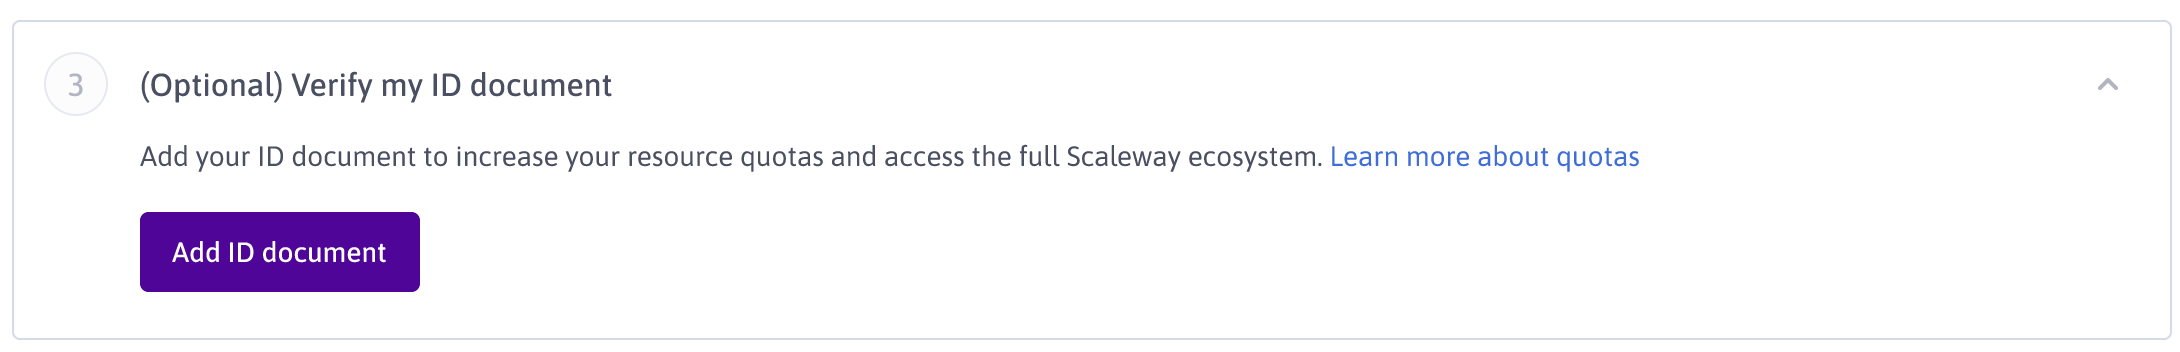 3
(Optional) Verify my ID document
Add your ID document to increase your resource quotas and access the full Scaleway ecosystem. Learn more about quotas
Add ID document